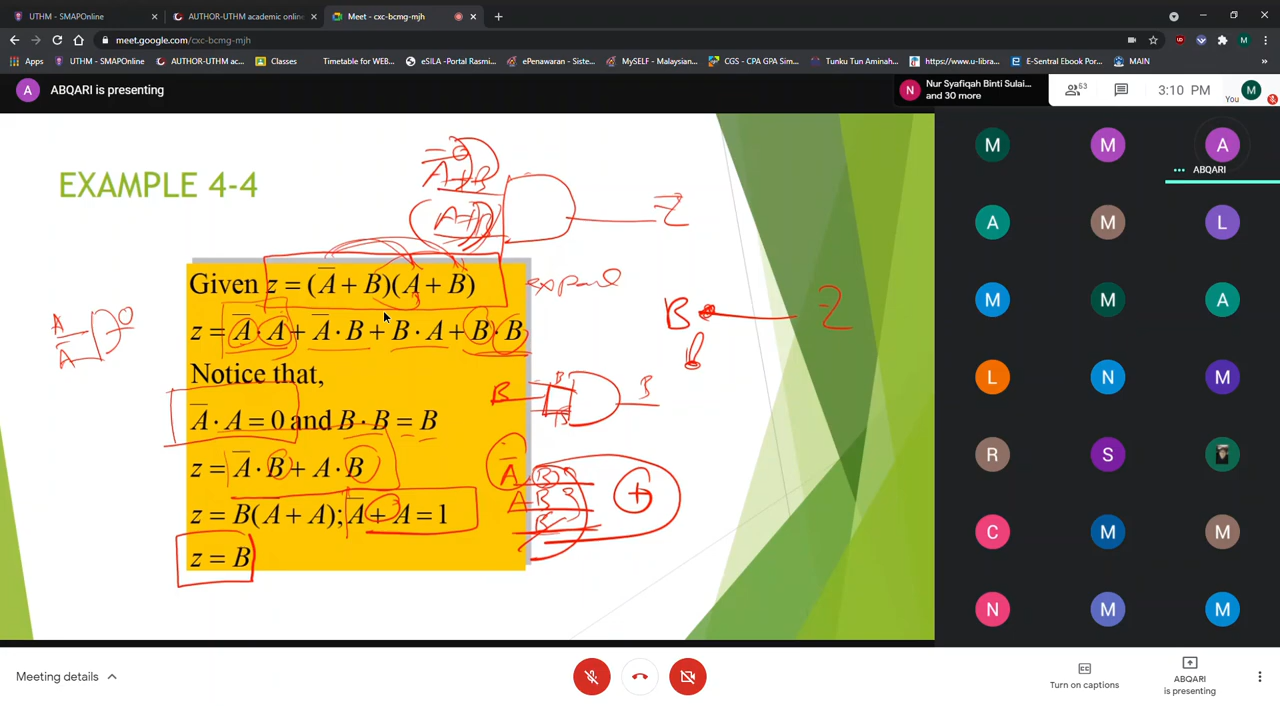 UTHM - SMAPOnline
AUTHOR-UTHM academic online
Meet - cxc-bcmg-mjh
meet.google.com/cxc-bcmg-mjh
Apps
UTHM - SMAPOnline
AUTHOR-UTHM ac...
Classes
Timetable for WEB...
eSILA -Portal Rasmi...
ePenawaran - Siste...
MySELF - Malaysian...
CGS - CPA GPA Sim...
Tunku Tun Aminah...
https://www.u-libra...
E-Sentral Ebook Por...
MAIN
A
ABQARI is presenting
N
Nur Syafiqah Binti Sulai...
and 30 more
53
3:10 PM
You
M
EXAMPLE 4-4
Z
Given z = (A̅ + B)(A + B)
expand
z = A̅ · A + A̅ · B + B · A + B · B
B
Z
A
A̅
0
Notice that,
A̅ · A = 0 and B · B = B
B
B
B
z = A̅ · B + A · B
z = B(A + A); A̅ + A = 1
z = B
M
M
A
ABQARI
A
M
L
M
M
A
L
N
M
R
S
C
M
M
N
M
M
Meeting details
Turn on captions
ABQARI
is presenting